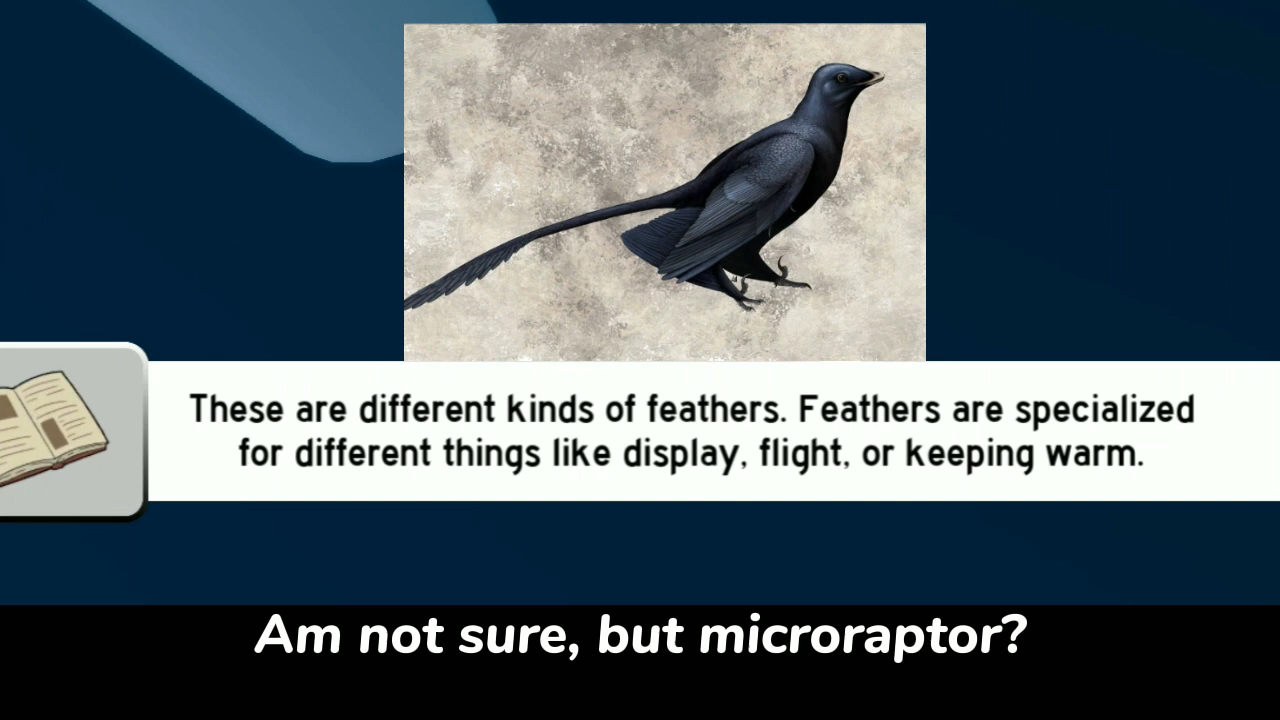 These are different kinds of feathers. Feathers are specialized
for different things like display, flight, or keeping warm.
Am not sure, but microraptor?